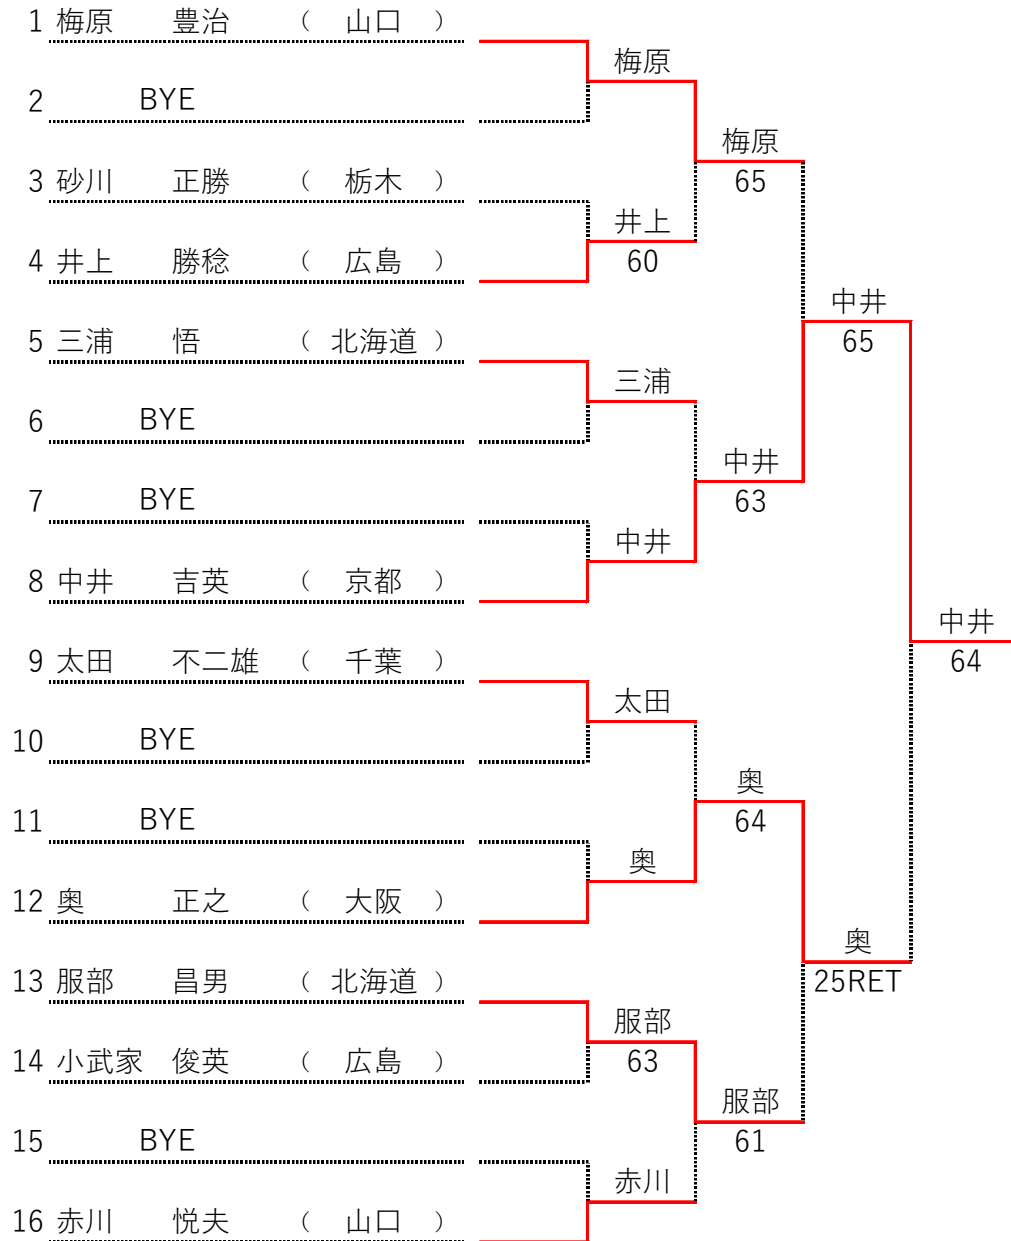 1 梅原 豊治 ( 山口 )
梅原
2 BYE
梅原
65
3 砂川 正勝 ( 栃木 )
井上
60
4 井上 勝稔 ( 広島 )
中井
65
5 三浦 悟 ( 北海道 )
三浦
6 BYE
中井
63
7 BYE
中井
8 中井 吉英 ( 京都 )
中井
64
9 太田 不二雄 ( 千葉 )
太田
10 BYE
奥
64
11 BYE
奥
12 奥 正之 ( 大阪 )
奥
25RET
13 服部 昌男 ( 北海道 )
服部
63
14 小武家 俊英 ( 広島 )
服部
61
15 BYE
赤川
16 赤川 悦夫 ( 山口 )